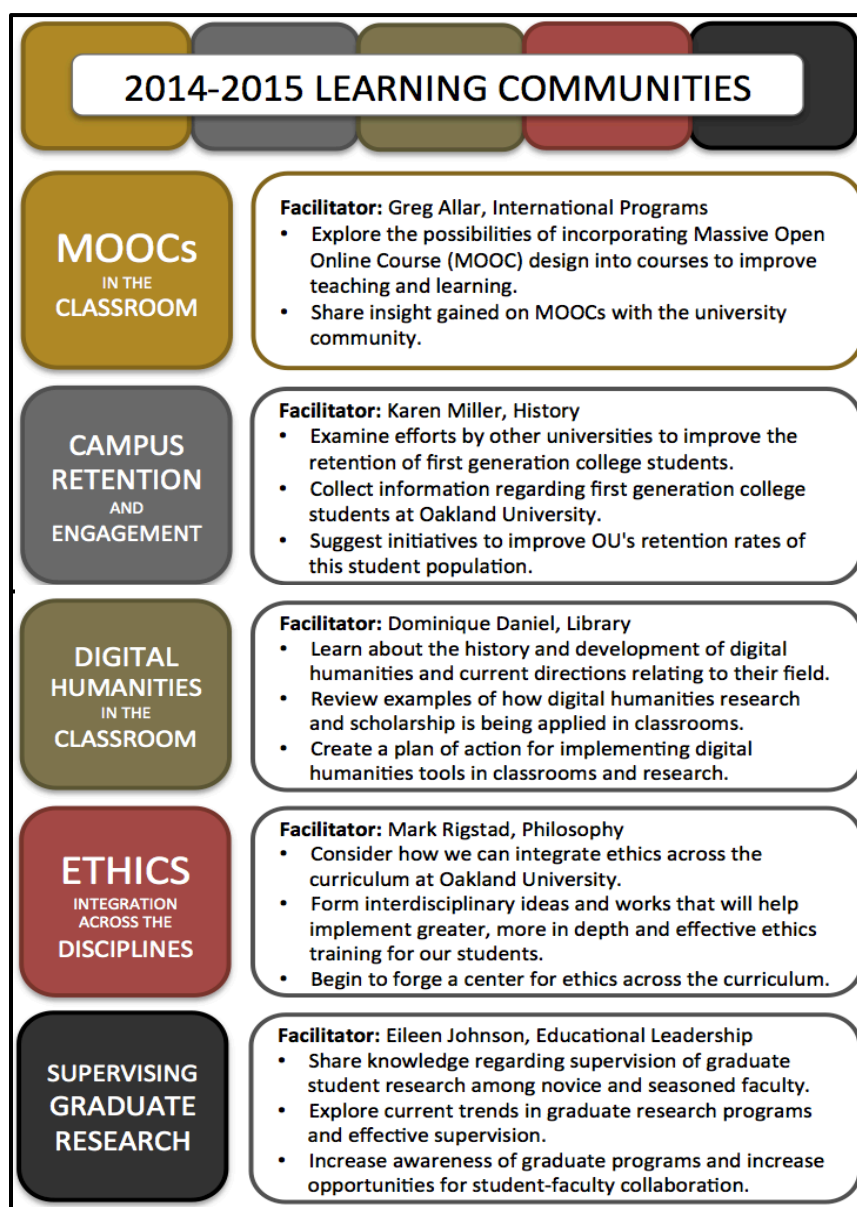 2014-2015 LEARNING COMMUNITIES
MOOCs
IN THE
CLASSROOM
Facilitator: Greg Allar, International Programs
• Explore the possibilities of incorporating Massive Open
Online Course (MOOC) design into courses to improve
teaching and learning.
• Share insight gained on MOOCs with the university
community.
CAMPUS
RETENTION
AND
ENGAGEMENT
Facilitator: Karen Miller, History
• Examine efforts by other universities to improve the
retention of first generation college students.
• Collect information regarding first generation college
students at Oakland University.
• Suggest initiatives to improve OU's retention rates of
this student population.
DIGITAL
HUMANITIES
IN THE
CLASSROOM
Facilitator: Dominique Daniel, Library
• Learn about the history and development of digital
humanities and current directions relating to their field.
• Review examples of how digital humanities research
and scholarship is being applied in classrooms.
• Create a plan of action for implementing digital
humanities tools in classrooms and research.
ETHICS
INTEGRATION
ACROSS THE
DISCIPLINES
Facilitator: Mark Rigstad, Philosophy
• Consider how we can integrate ethics across the
curriculum at Oakland University.
• Form interdisciplinary ideas and works that will help
implement greater, more in depth and effective ethics
training for our students.
• Begin to forge a center for ethics across the curriculum.
SUPERVISING
GRADUATE
RESEARCH
Facilitator: Eileen Johnson, Educational Leadership
• Share knowledge regarding supervision of graduate
student research among novice and seasoned faculty.
• Explore current trends in graduate research programs
and effective supervision.
• Increase awareness of graduate programs and increase
opportunities for student-faculty collaboration.